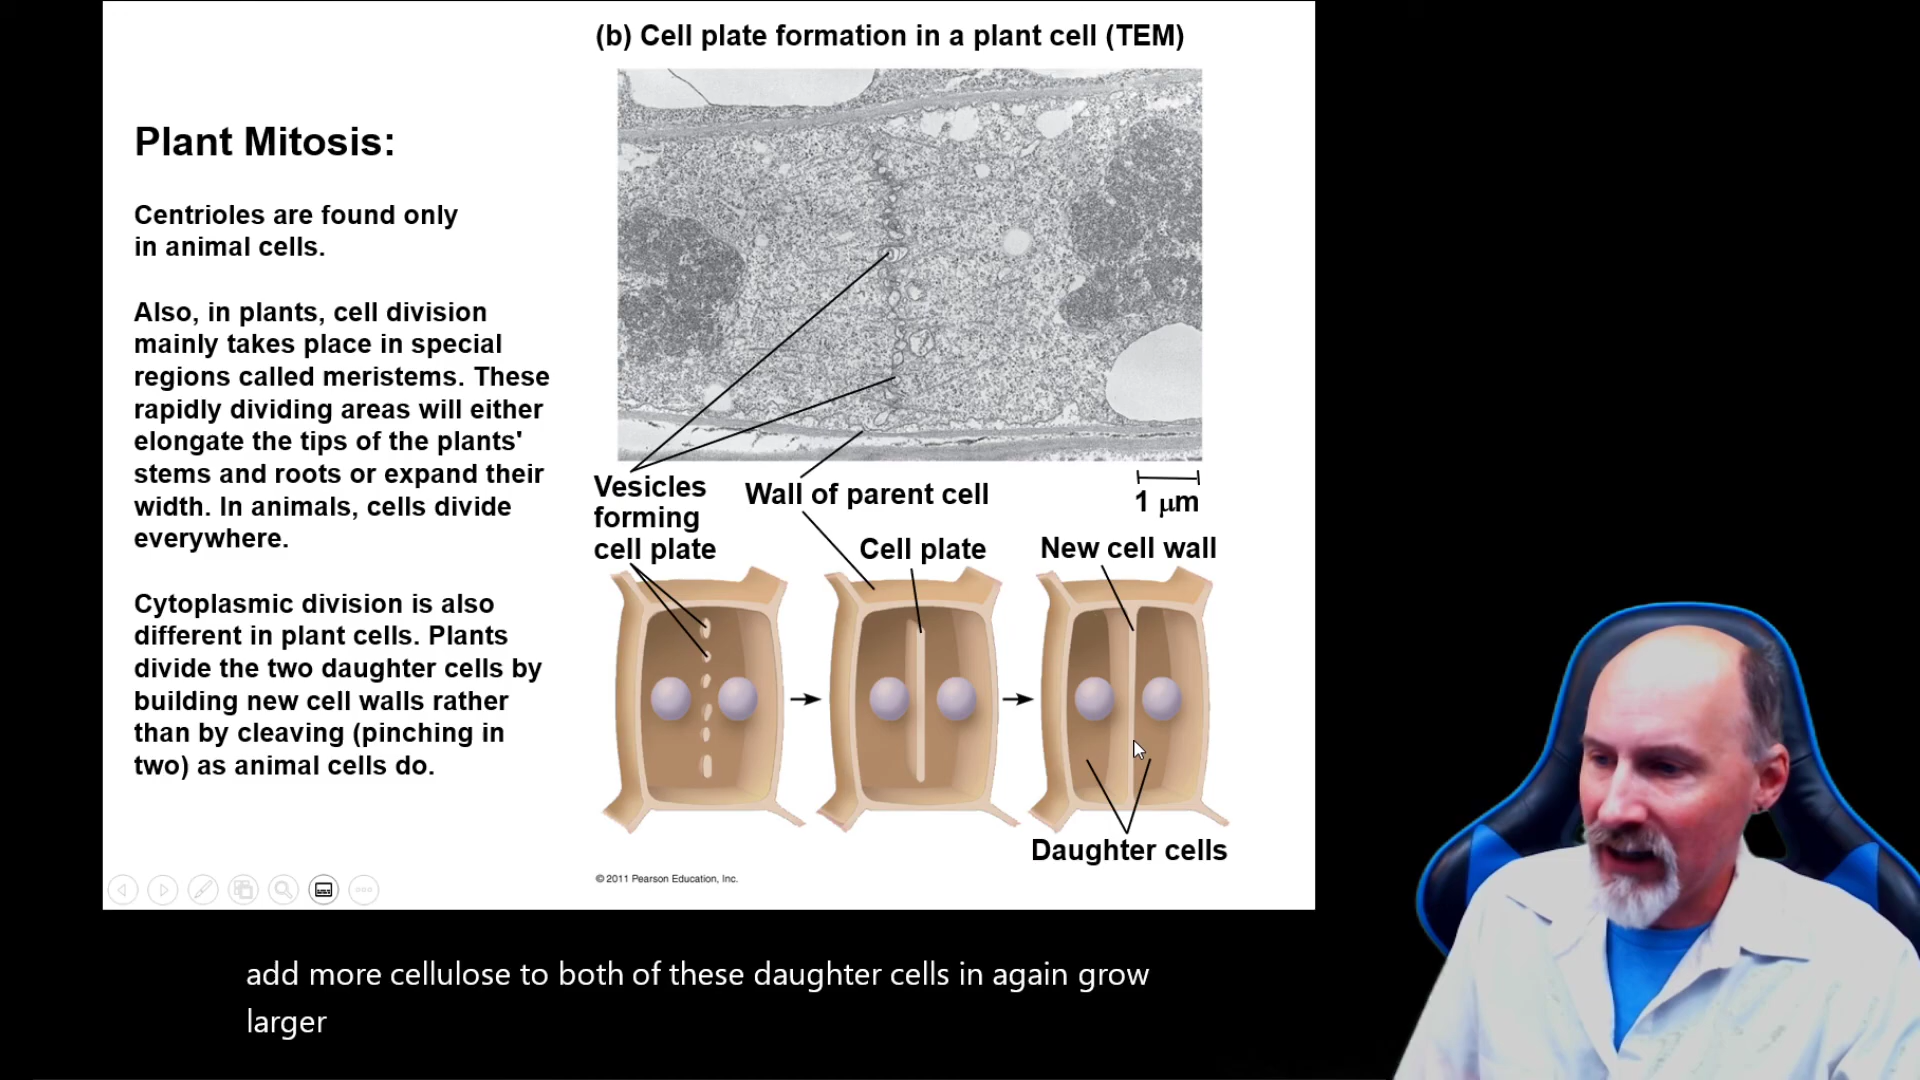 (b) Cell plate formation in a plant cell (TEM)
Plant Mitosis:
Centrioles are found only
in animal cells.
Also, in plants, cell division
mainly takes place in special
regions called meristems. These
rapidly dividing areas will either
elongate the tips of the plants'
stems and roots or expand their
width. In animals, cells divide
everywhere.
Cytoplasmic division is also
different in plant cells. Plants
divide the two daughter cells by
building new cell walls rather
than by cleaving (pinching in
two) as animal cells do.
Vesicles
forming
cell plate
Wall of parent cell
1 μm
Cell plate
New cell wall
Daughter cells
© 2011 Pearson Education, Inc.
add more cellulose to both of these daughter cells in again grow
larger